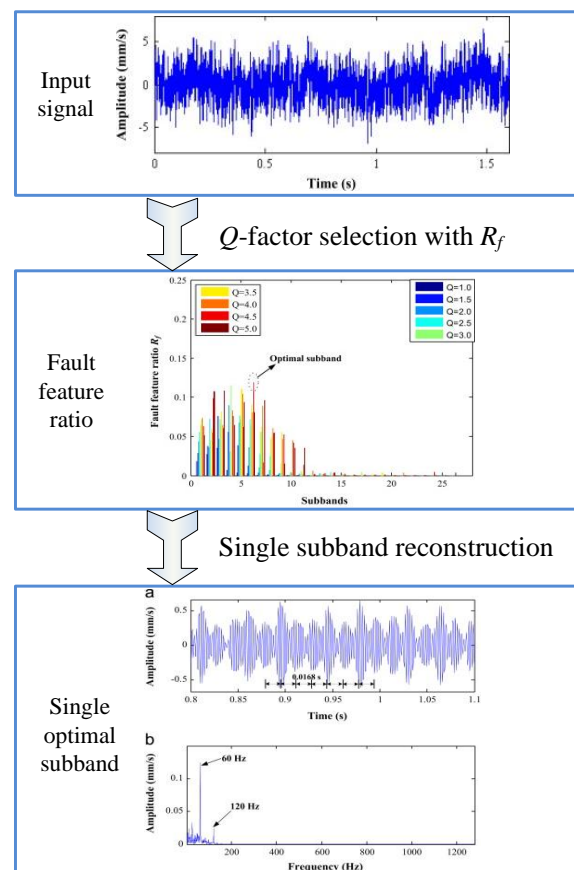 Input signal
Amplitude (mm/s)
5
0
-5
0
0.5
1
1.5
Time (s)
Q-factor selection with Rf
Fault feature ratio
Fault feature ratio Rf
0.25
0.2
0.15
0.1
0.05
0
Q=3.5
Q=4.0
Q=4.5
Q=5.0
Q=1.0
Q=1.5
Q=2.0
Q=2.5
Q=3.0
Optimal subband
0
5
10
15
20
25
Subbands
Single subband reconstruction
Single optimal subband
a
Amplitude (mm/s)
0.5
0
-0.5
0.0168 s
0.8
0.85
0.9
0.95
1
1.05
1.1
Time (s)
b
Amplitude (mm/s)
0.1
0.05
0
60 Hz
120 Hz
200
400
600
800
1000
1200
Frequency (Hz)